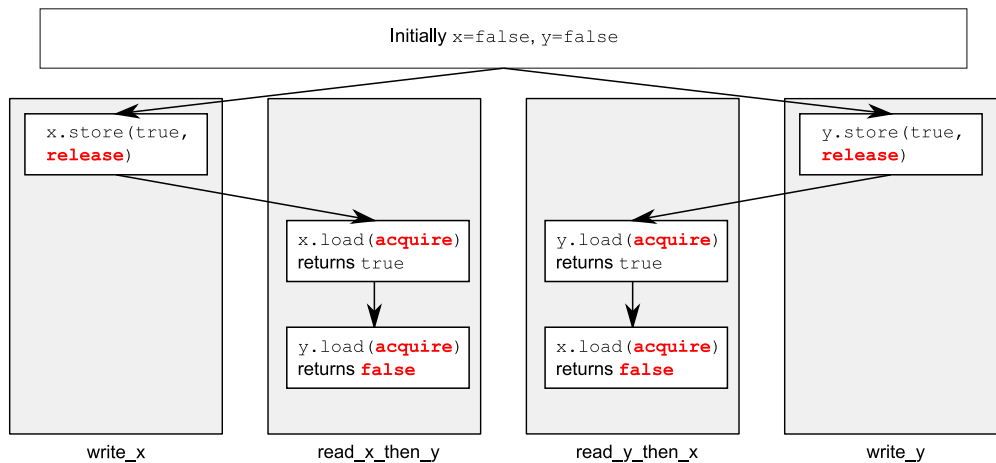 Initially x=false, y=false
x.store(true,
release)
y.store(true,
release)
x.load(acquire)
returns true
y.load(acquire)
returns true
y.load(acquire)
returns false
x.load(acquire)
returns false
write_x
read_x_then_y
read_y_then_x
write_y